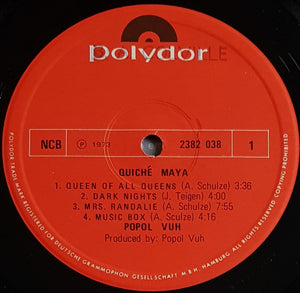 polydor
NCB
℗ 1973
2382 038
1
QUICHÉ MAYA
1. QUEEN OF ALL QUEENS (A. Schulze) 3:36
2. DARK NIGHTS (J. Teigen) 4:00
3. MRS. RANDALIE (A. Schulze) 7:55
4. MUSIC BOX (A. Sculze) 4:16
POPOL VUH
Produced by: Popol Vuh
POLYDOR TRADE MARK REGISTERED FOR DEUTSCHE GRAMMOPHON GESELLSCHAFT M.B.H. HAMBURG ALL RIGHTS
COPYING PROHIBITED